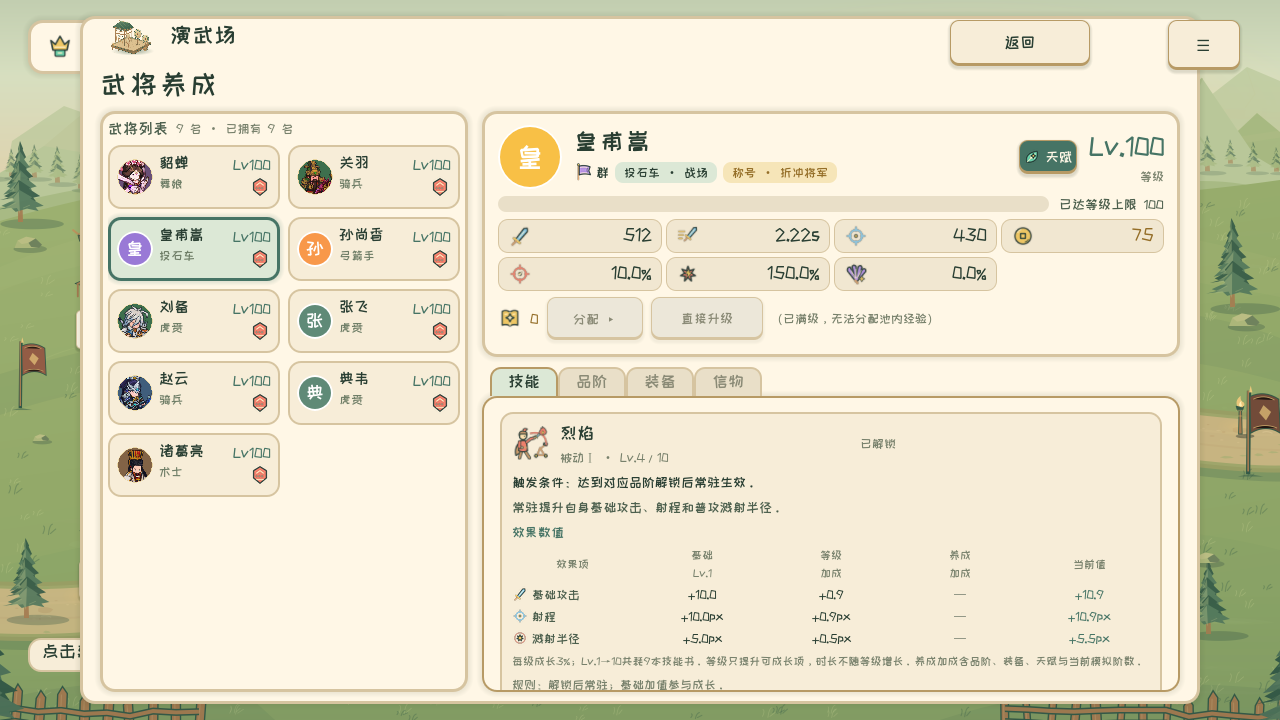 演武场
返回
☰
武将养成
武将列表 9 名 · 已拥有 9 名
貂蝉 Lv100
舞娘
关羽 Lv100
骑兵
皇 皇甫嵩 Lv100
投石车
孙 孙尚香 Lv100
弓箭手
刘备 Lv100
虎贲
张 张飞 Lv100
虎贲
赵云 Lv100
骑兵
典 典韦 Lv100
虎贲
诸葛亮 Lv100
术士
点击
皇 皇甫嵩
群 投石车 · 战场 称号 · 折冲将军
天赋 Lv.100
等级
已达等级上限 100
512 2.22s 430 75
10.0% 150.0% 0.0%
0 分配 ▸ 直接升级 (已满级，无法分配池内经验)
技能 品阶 装备 信物
烈焰
被动 I · Lv.4 / 10
已解锁
触发条件: 达到对应品阶解锁后常驻生效。
常驻提升自身基础攻击、射程和普攻溅射半径。
效果数值
效果项 基础 Lv.1 等级 加成 养成 加成 当前值
基础攻击 +10.0 +0.9 — +10.9
射程 +10.0px +0.9px — +10.9px
溅射半径 +5.0px +0.5px — +5.5px
每级成长3%; Lv.1→10共耗9本技能书。等级只提升可成长项，时长不随等级增长。养成加成含品阶、装备、天赋与当前模拟阶数。
规则: 解锁后常驻; 基础加值参与成长。